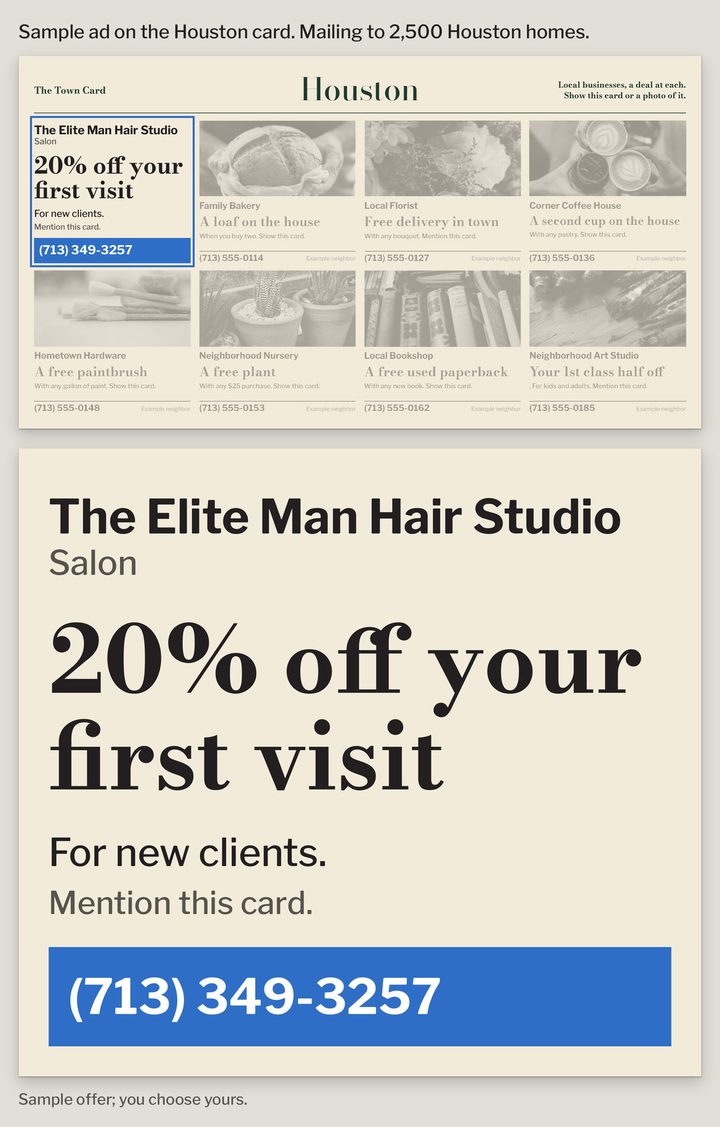 Sample ad on the Houston card. Mailing to 2,500 Houston homes.
The Town Card
Houston
Local businesses, a deal at each.
Show this card or a photo of it.
The Elite Man Hair Studio
Salon
20% off your
first visit
For new clients.
Mention this card.
(713) 349-3257
Family Bakery
A loaf on the house
When you buy two. Show this card.
(713) 555-0114
Example neighbor
Local Florist
Free delivery in town
With any bouquet. Mention this card.
(713) 555-0127
Example neighbor
Corner Coffee House
A second cup on the house
With any pastry. Show this card.
(713) 555-0136
Example neighbor
Hometown Hardware
A free paintbrush
With any gallon of paint. Show this card.
(713) 555-0148
Example neighbor
Neighborhood Nursery
A free plant
With any $25 purchase. Show this card.
(713) 555-0153
Example neighbor
Local Bookshop
A free used paperback
With any new book. Show this card.
(713) 555-0162
Example neighbor
Neighborhood Art Studio
Your 1st class half off
For kids and adults. Mention this card.
(713) 555-0185
Example neighbor
The Elite Man Hair Studio
Salon
20% off your
first visit
For new clients.
Mention this card.
(713) 349-3257
Sample offer; you choose yours.